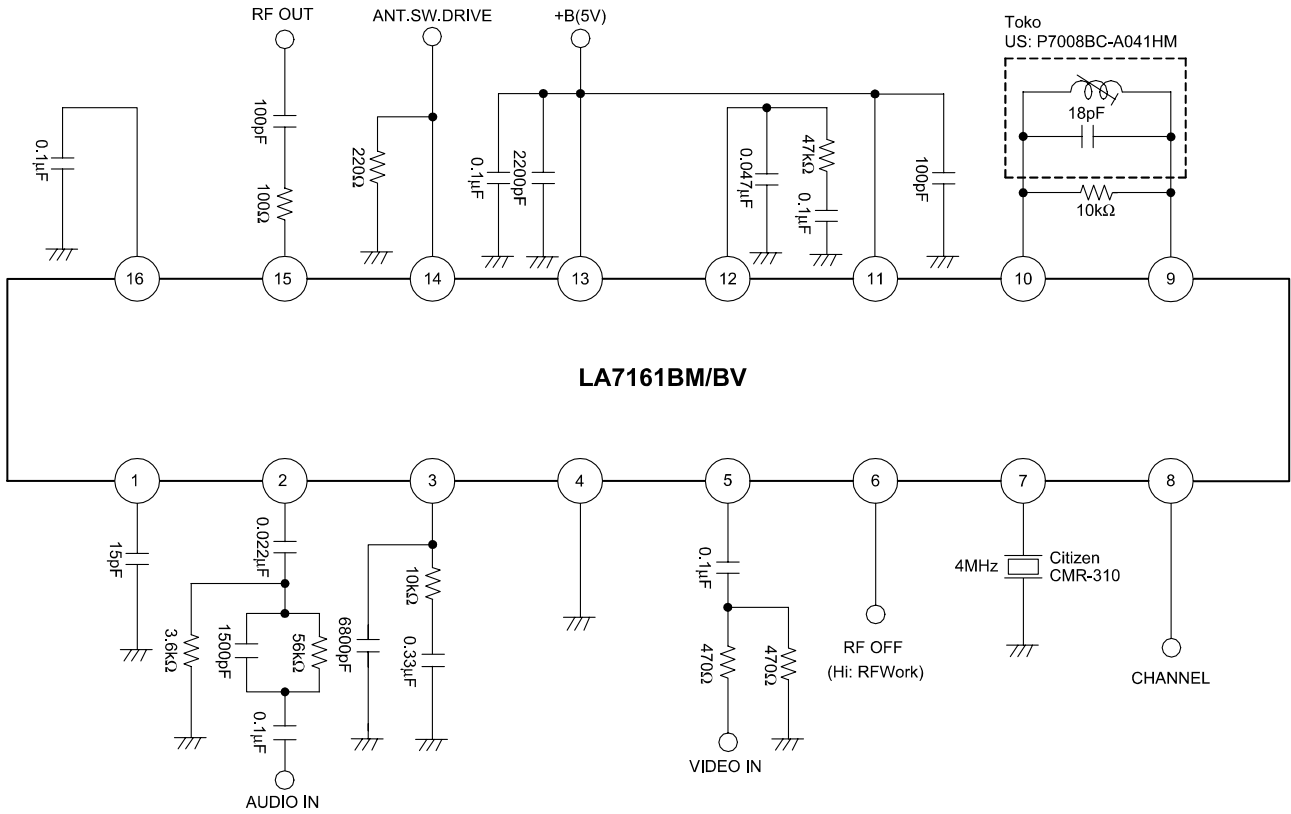 RF OUT
ANT.SW.DRIVE
+B(5V)
Toko
US: P7008BC-A041HM
0.1µF
100pF
100Ω
220Ω
0.1µF
2200pF
0.047µF
47kΩ
0.1µF
100pF
18pF
10kΩ
16
15
14
13
12
11
10
9
LA7161BM/BV
1
2
3
4
5
6
7
8
15pF
0.022µF
3.6kΩ
1500pF
56kΩ
0.1µF
AUDIO IN
6800pF
10kΩ
0.33µF
0.1µF
470Ω
470Ω
VIDEO IN
RF OFF
(Hi: RFWork)
4MHz
Citizen
CMR-310
CHANNEL